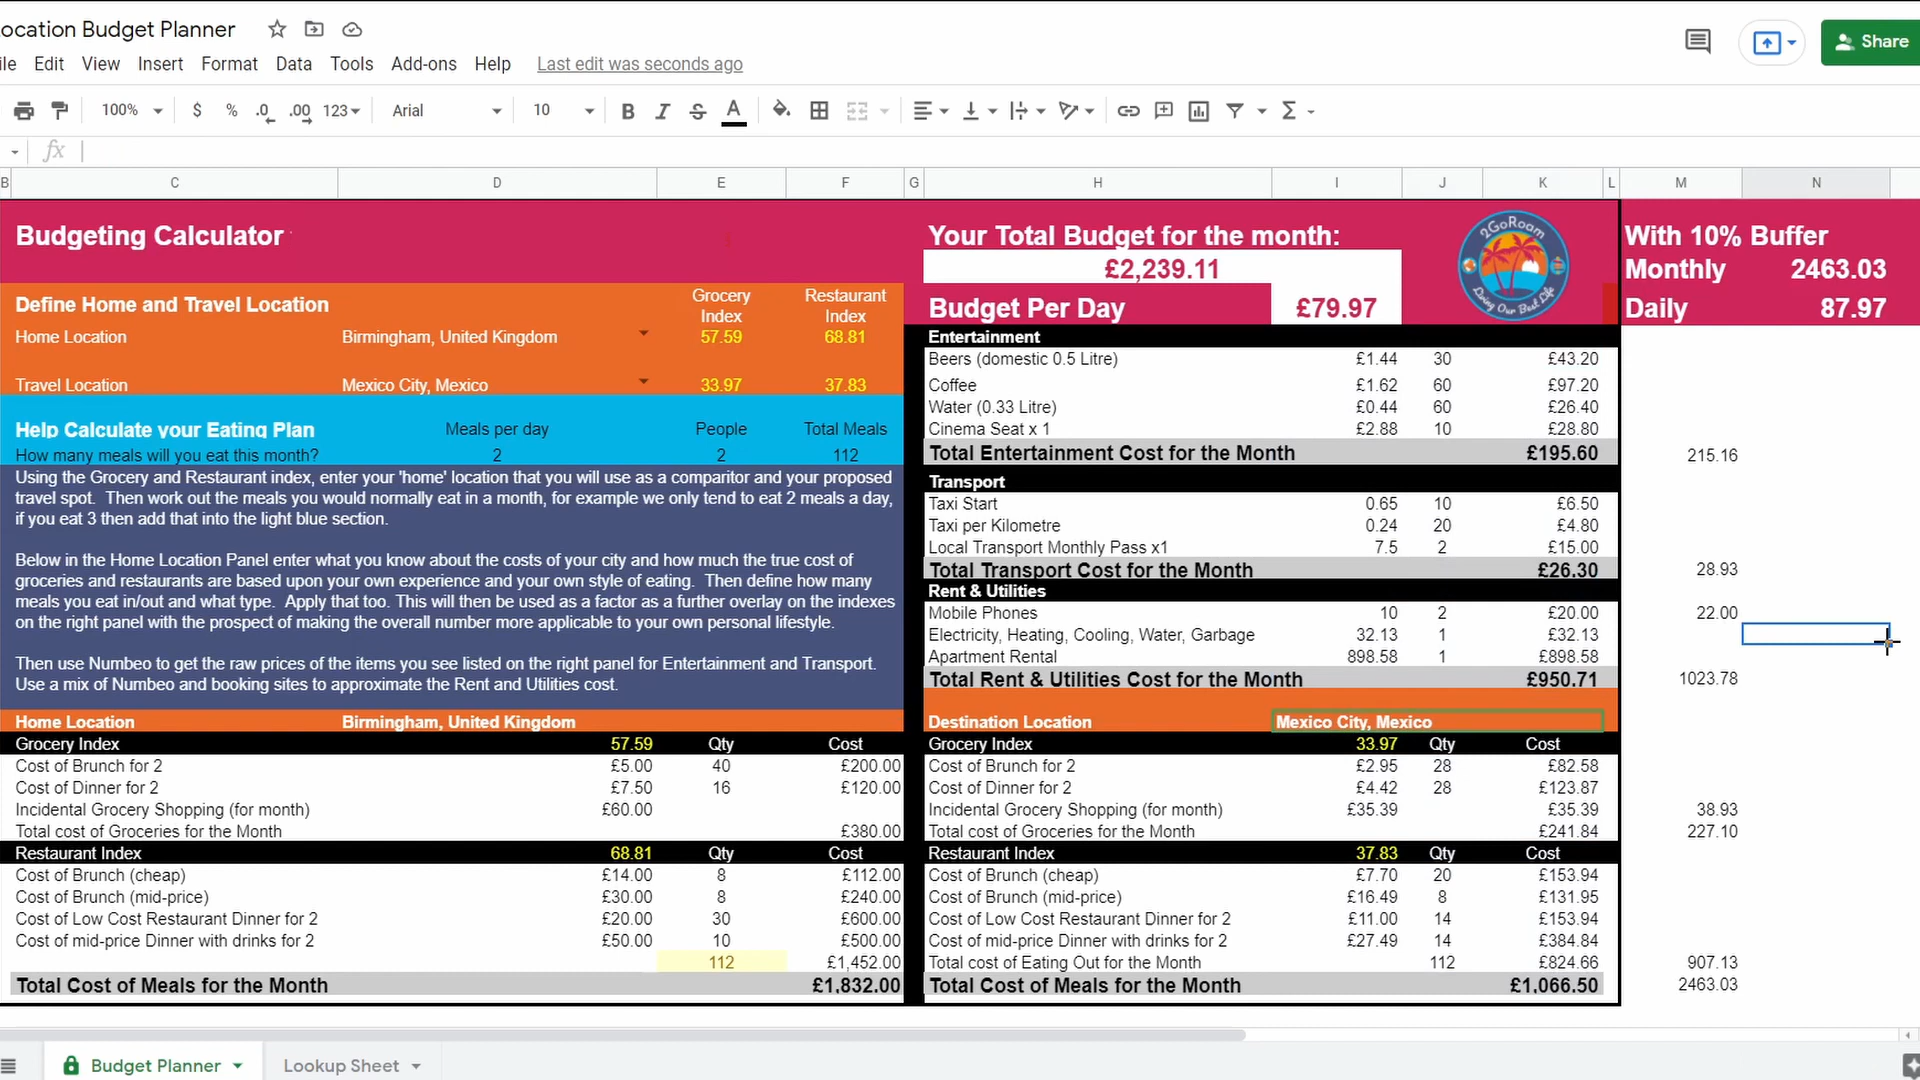 ocation Budget Planner
ile Edit View Insert Format Data Tools Add-ons Help Last edit was seconds ago
Share
100% $ % .0 .00 123 Arial 10 B I S A
fx
B C D E F G H I J K L M N
Budgeting Calculator
Your Total Budget for the month:
£2,239.11
Budget Per Day £79.97
2GoRoam
Living Our Best Life
With 10% Buffer
Monthly 2463.03
Daily 87.97
Define Home and Travel Location Grocery Index Restaurant Index
Home Location Birmingham, United Kingdom 57.59 68.81
Travel Location Mexico City, Mexico 33.97 37.83
Help Calculate your Eating Plan Meals per day People Total Meals
How many meals will you eat this month? 2 2 112
Using the Grocery and Restaurant index, enter your 'home' location that you will use as a comparitor and your proposed
travel spot. Then work out the meals you would normally eat in a month, for example we only tend to eat 2 meals a day,
if you eat 3 then add that into the light blue section.
Below in the Home Location Panel enter what you know about the costs of your city and how much the true cost of
groceries and restaurants are based upon your own experience and your own style of eating. Then define how many
meals you eat in/out and what type. Apply that too. This will then be used as a factor as a further overlay on the indexes
on the right panel with the prospect of making the overall number more applicable to your own personal lifestyle.
Then use Numbeo to get the raw prices of the items you see listed on the right panel for Entertainment and Transport.
Use a mix of Numbeo and booking sites to approximate the Rent and Utilities cost.
Home Location Birmingham, United Kingdom
Grocery Index 57.59 Qty Cost
Cost of Brunch for 2 £5.00 40 £200.00
Cost of Dinner for 2 £7.50 16 £120.00
Incidental Grocery Shopping (for month) £60.00
Total cost of Groceries for the Month £380.00
Restaurant Index 68.81 Qty Cost
Cost of Brunch (cheap) £14.00 8 £112.00
Cost of Brunch (mid-price) £30.00 8 £240.00
Cost of Low Cost Restaurant Dinner for 2 £20.00 30 £600.00
Cost of mid-price Dinner with drinks for 2 £50.00 10 £500.00
112 £1,452.00
Total Cost of Meals for the Month £1,832.00
Entertainment
Beers (domestic 0.5 Litre) £1.44 30 £43.20
Coffee £1.62 60 £97.20
Water (0.33 Litre) £0.44 60 £26.40
Cinema Seat x 1 £2.88 10 £28.80
Total Entertainment Cost for the Month £195.60 215.16
Transport
Taxi Start 0.65 10 £6.50
Taxi per Kilometre 0.24 20 £4.80
Local Transport Monthly Pass x1 7.5 2 £15.00
Total Transport Cost for the Month £26.30 28.93
Rent & Utilities
Mobile Phones 10 2 £20.00 22.00
Electricity, Heating, Cooling, Water, Garbage 32.13 1 £32.13
Apartment Rental 898.58 1 £898.58
Total Rent & Utilities Cost for the Month £950.71 1023.78
Destination Location Mexico City, Mexico
Grocery Index 33.97 Qty Cost
Cost of Brunch for 2 £2.95 28 £82.58
Cost of Dinner for 2 £4.42 28 £123.87
Incidental Grocery Shopping (for month) £35.39 £35.39 38.93
Total cost of Groceries for the Month £241.84 227.10
Restaurant Index 37.83 Qty Cost
Cost of Brunch (cheap) £7.70 20 £153.94
Cost of Brunch (mid-price) £16.49 8 £131.95
Cost of Low Cost Restaurant Dinner for 2 £11.00 14 £153.94
Cost of mid-price Dinner with drinks for 2 £27.49 14 £384.84
Total cost of Eating Out for the Month 112 £824.66 907.13
Total Cost of Meals for the Month £1,066.50 2463.03
Budget Planner Lookup Sheet